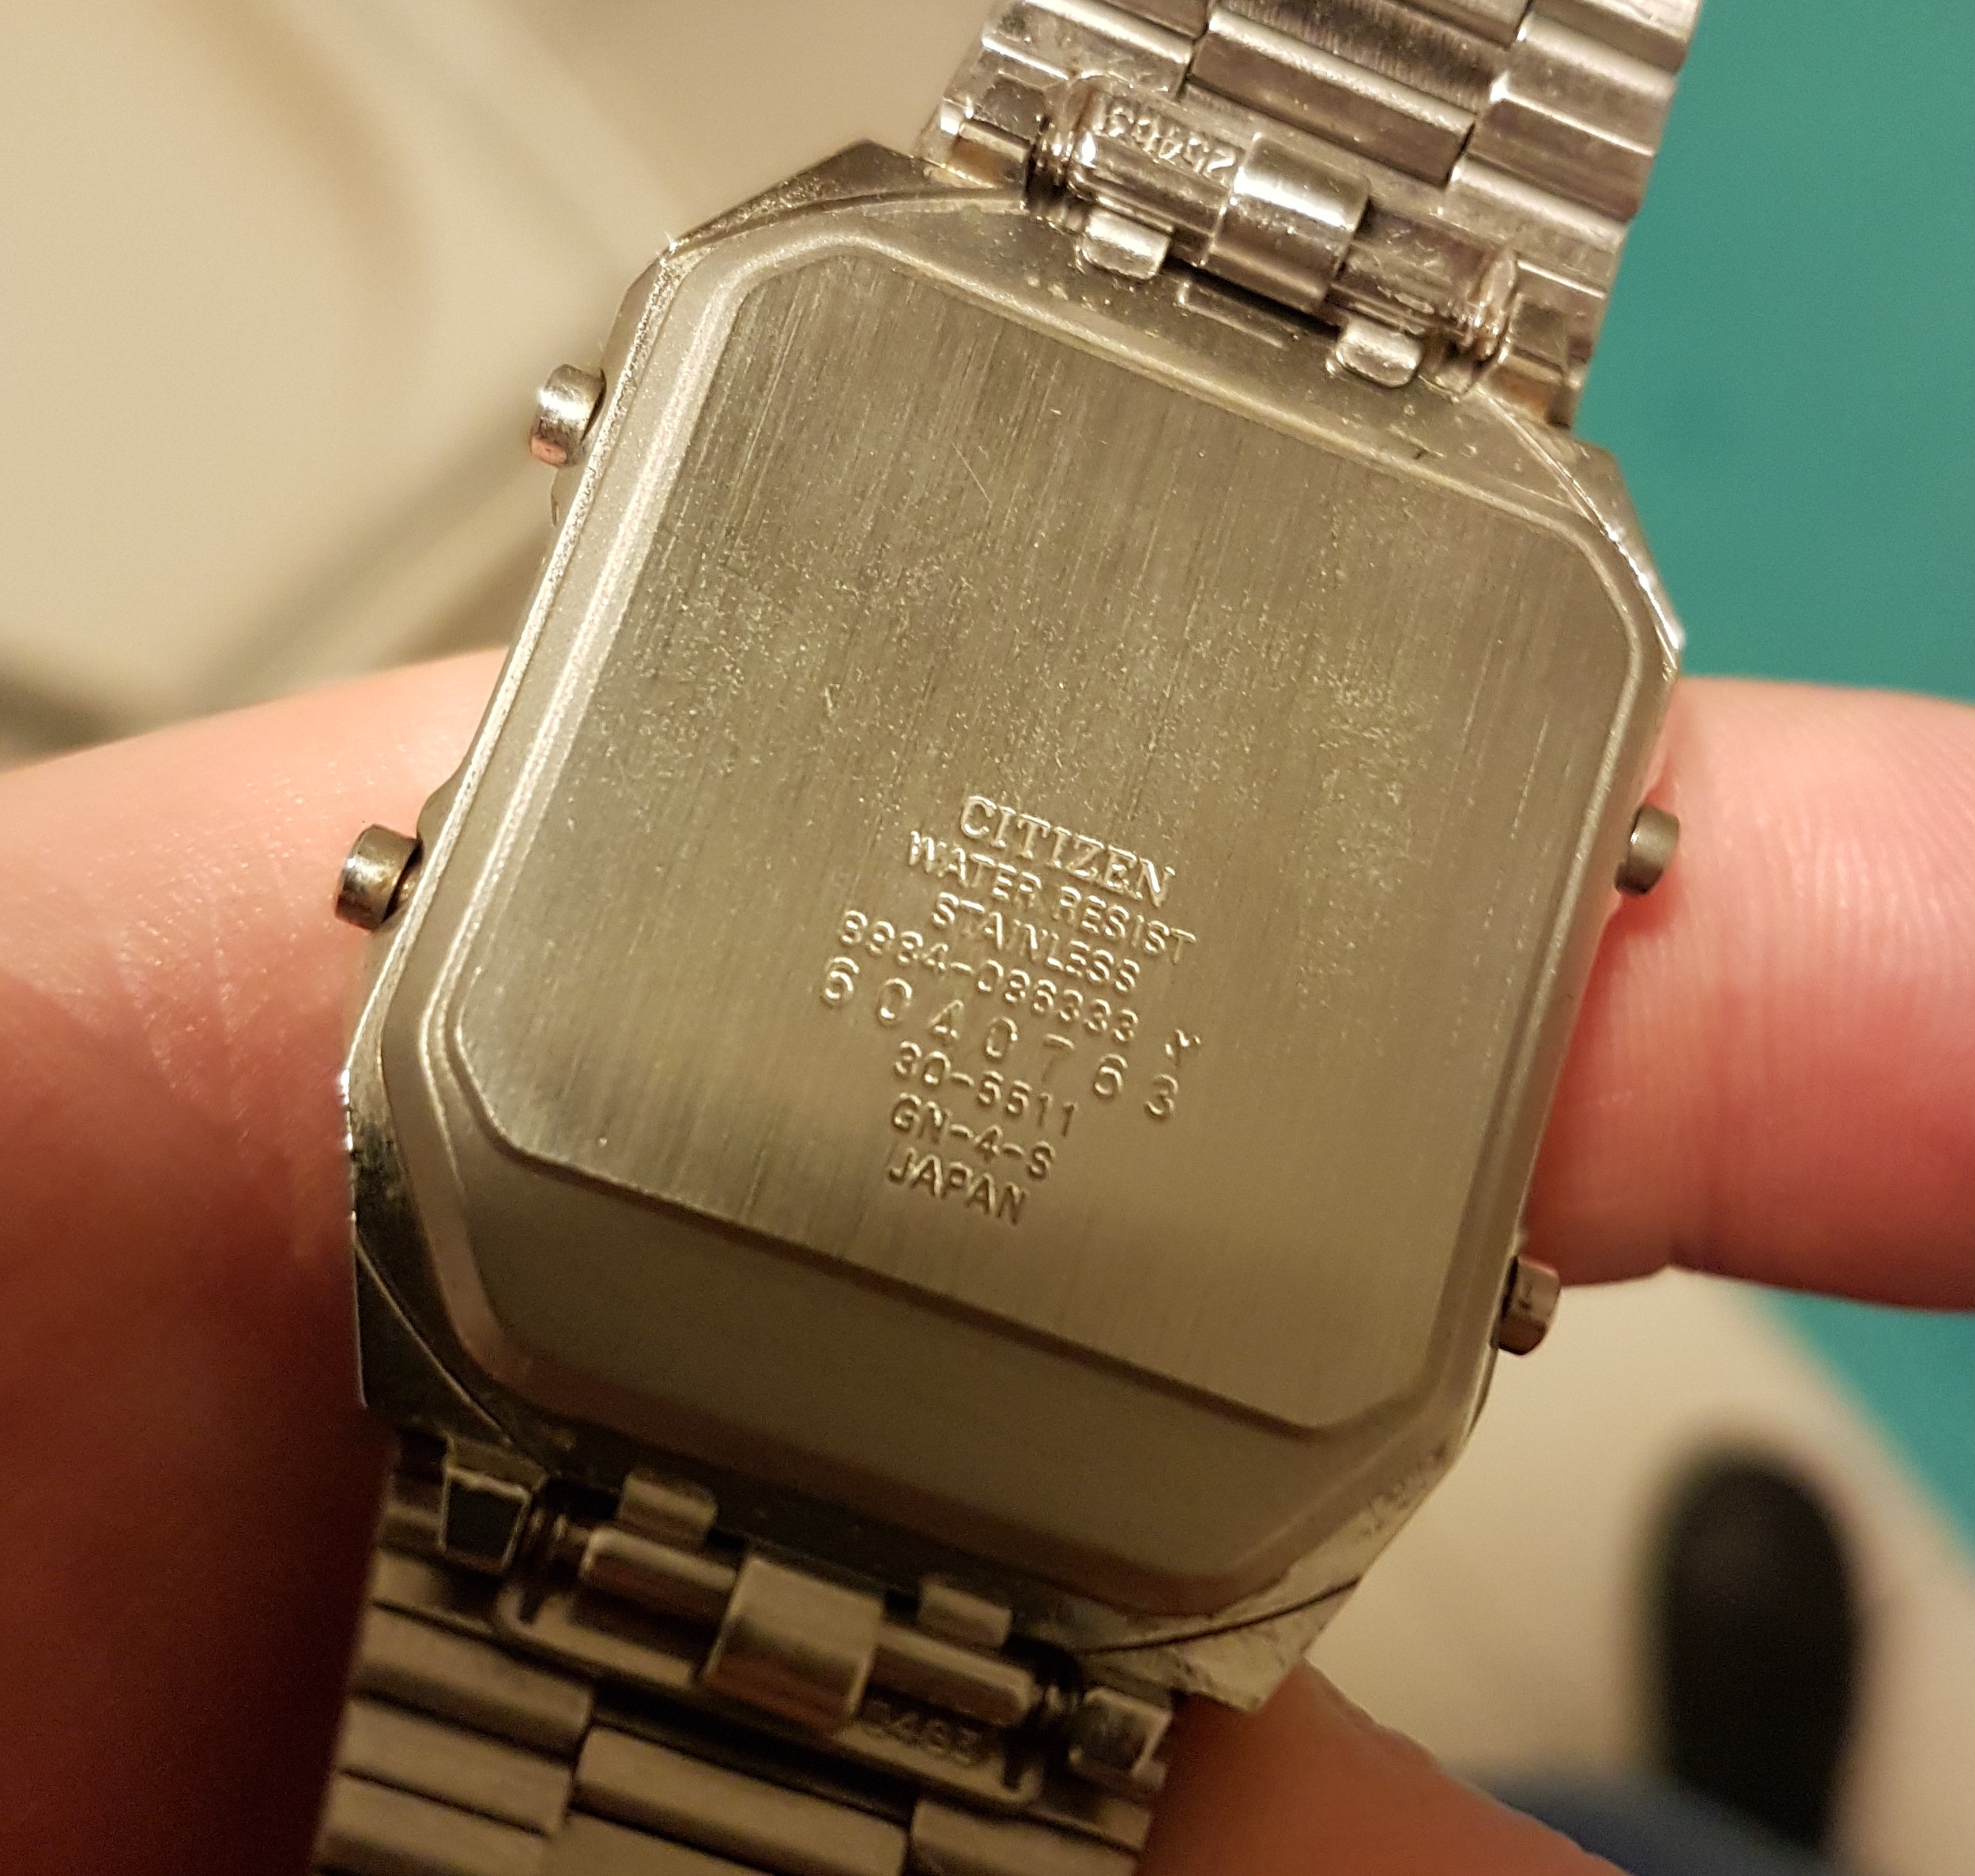 CITIZEN
WATER RESIST
STAINLESS
8984-086333 Y
6040763
30-5511
GN-4-S
JAPAN